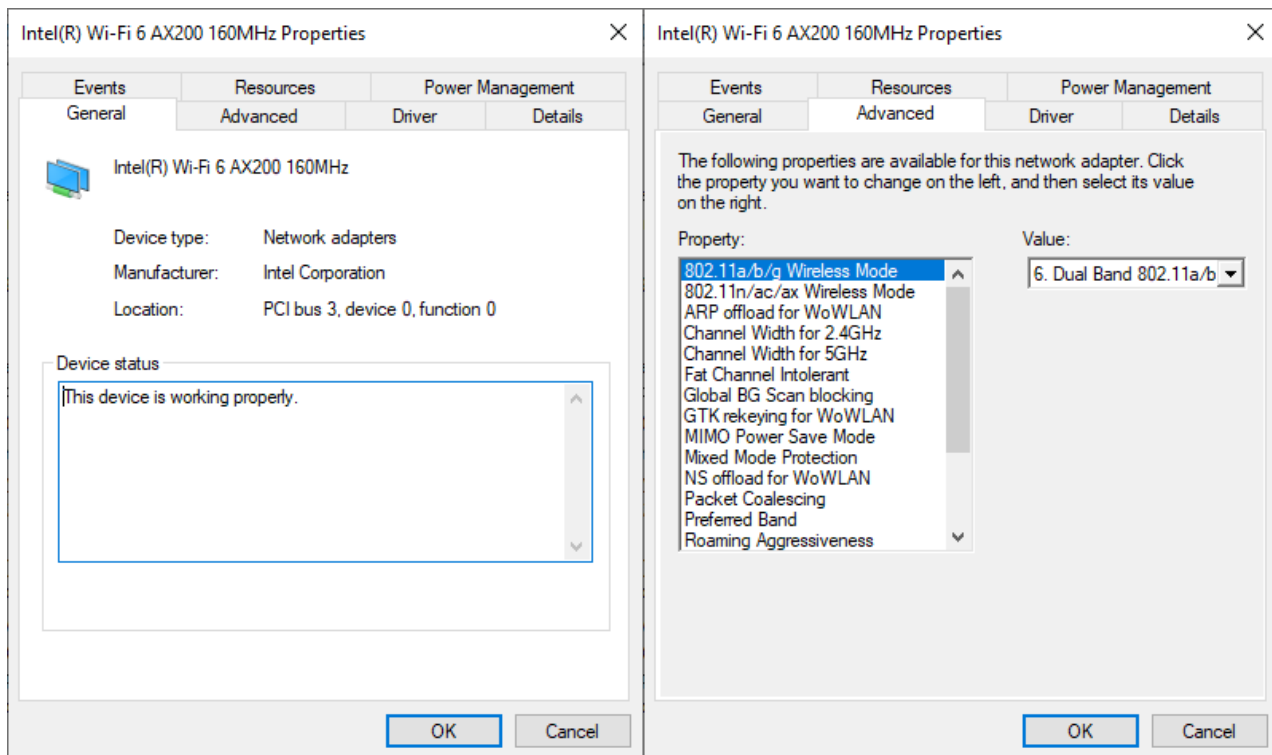 Intel(R) Wi-Fi 6 AX200 160MHz Properties
Events Resources Power Management
General Advanced Driver Details
Intel(R) Wi-Fi 6 AX200 160MHz
Device type: Network adapters
Manufacturer: Intel Corporation
Location: PCI bus 3, device 0, function 0
Device status
This device is working properly.
OK Cancel
Intel(R) Wi-Fi 6 AX200 160MHz Properties
Events Resources Power Management
General Advanced Driver Details
The following properties are available for this network adapter. Click
the property you want to change on the left, and then select its value
on the right.
Property: Value:
802.11a/b/g Wireless Mode 6. Dual Band 802.11a/b
802.11n/ac/ax Wireless Mode
ARP offload for WoWLAN
Channel Width for 2.4GHz
Channel Width for 5GHz
Fat Channel Intolerant
Global BG Scan blocking
GTK rekeying for WoWLAN
MIMO Power Save Mode
Mixed Mode Protection
NS offload for WoWLAN
Packet Coalescing
Preferred Band
Roaming Aggressiveness
OK Cancel